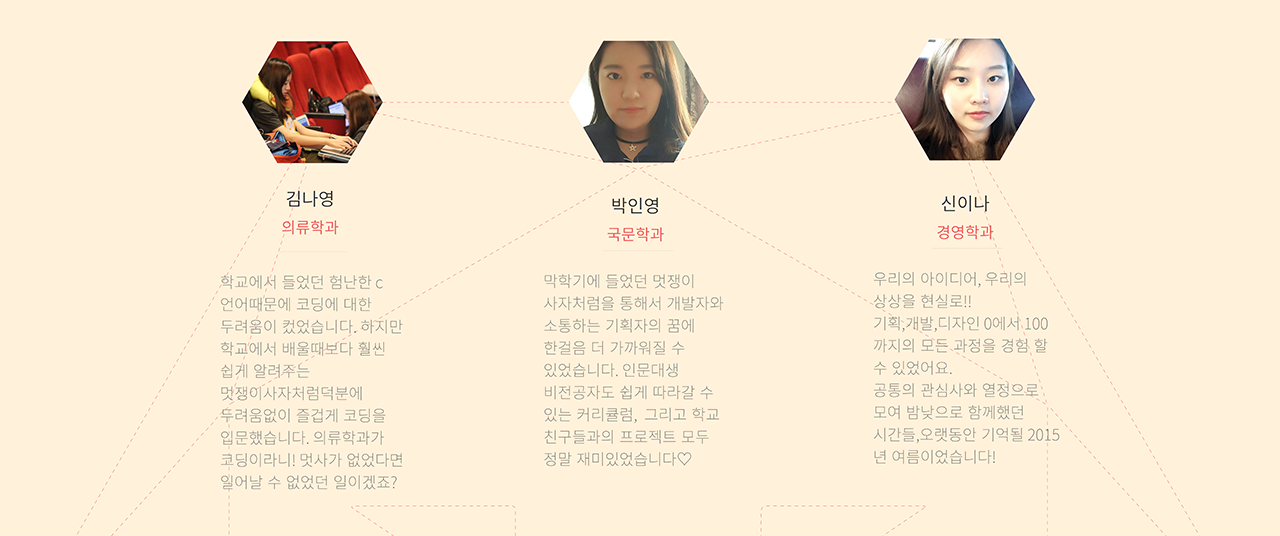 김나영
의류학과
학교에서 들었던 험난한 c
언어때문에 코딩에 대한
두려움이 컸었습니다. 하지만
학교에서 배울때보다 훨씬
쉽게 알려주는
멋쟁이사자처럼덕분에
두려움없이 즐겁게 코딩을
입문했습니다. 의류학과가
코딩이라니! 멋사가 없었다면
일어날 수 없었던 일이겠죠?
박인영
국문학과
막학기에 들었던 멋쟁이
사자처럼을 통해서 개발자와
소통하는 기획자의 꿈에
한걸음 더 가까워질 수
있었습니다. 인문대생
비전공자도 쉽게 따라갈 수
있는 커리큘럼, 그리고 학교
친구들과의 프로젝트 모두
정말 재미있었습니다♡
신이나
경영학과
우리의 아이디어, 우리의
상상을 현실로!!
기획,개발,디자인 0에서 100
까지의 모든 과정을 경험 할
수 있었어요.
공통의 관심사와 열정으로
모여 밤낮으로 함께했던
시간들,오랫동안 기억될 2015
년 여름이었습니다!